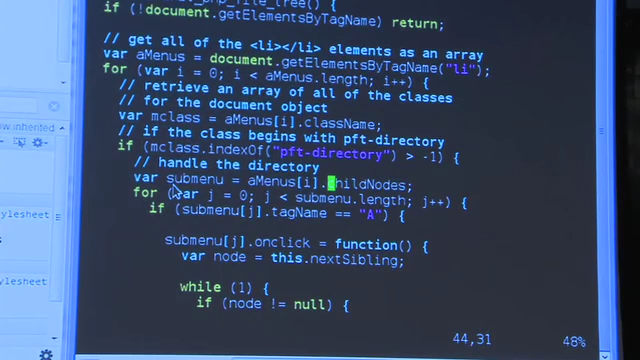 if (!document.getElementsByTagName) return;
// get all of the <li></li> elements as an array
var aMenus = document.getElementsByTagName("li");
for (var i = 0; i < aMenus.length; i++) {
// retrieve an array of all of the classes
// for the document object
var mclass = aMenus[i].className;
// if the class begins with pft-directory
if (mclass.indexOf("pft-directory") > -1) {
// handle the directory
var submenu = aMenus[i].childNodes;
for (var j = 0; j < submenu.length; j++) {
if (submenu[j].tagName == "A") {
submenu[j].onclick = function() {
var node = this.nextSibling;
while (1) {
if (node != null) {
44,31 48%